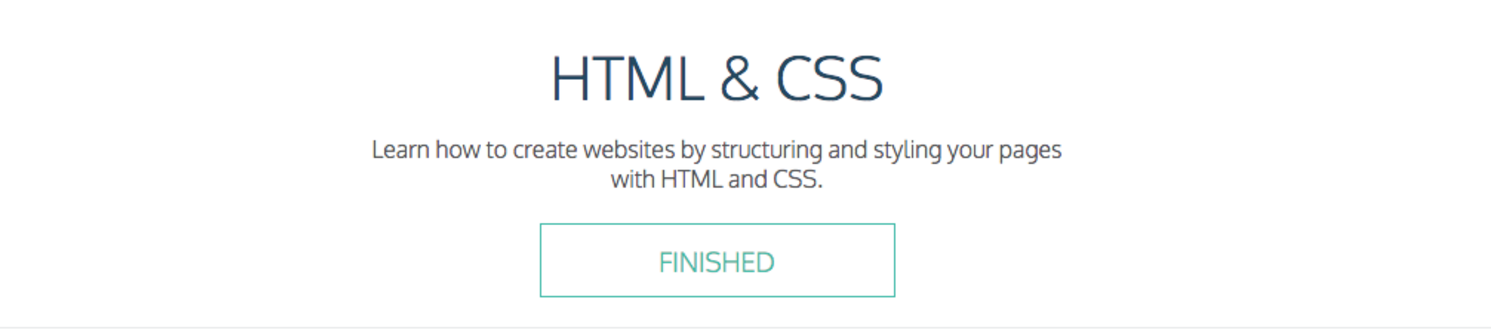 HTML & CSS
Learn how to create websites by structuring and styling your pages
with HTML and CSS.
FINISHED